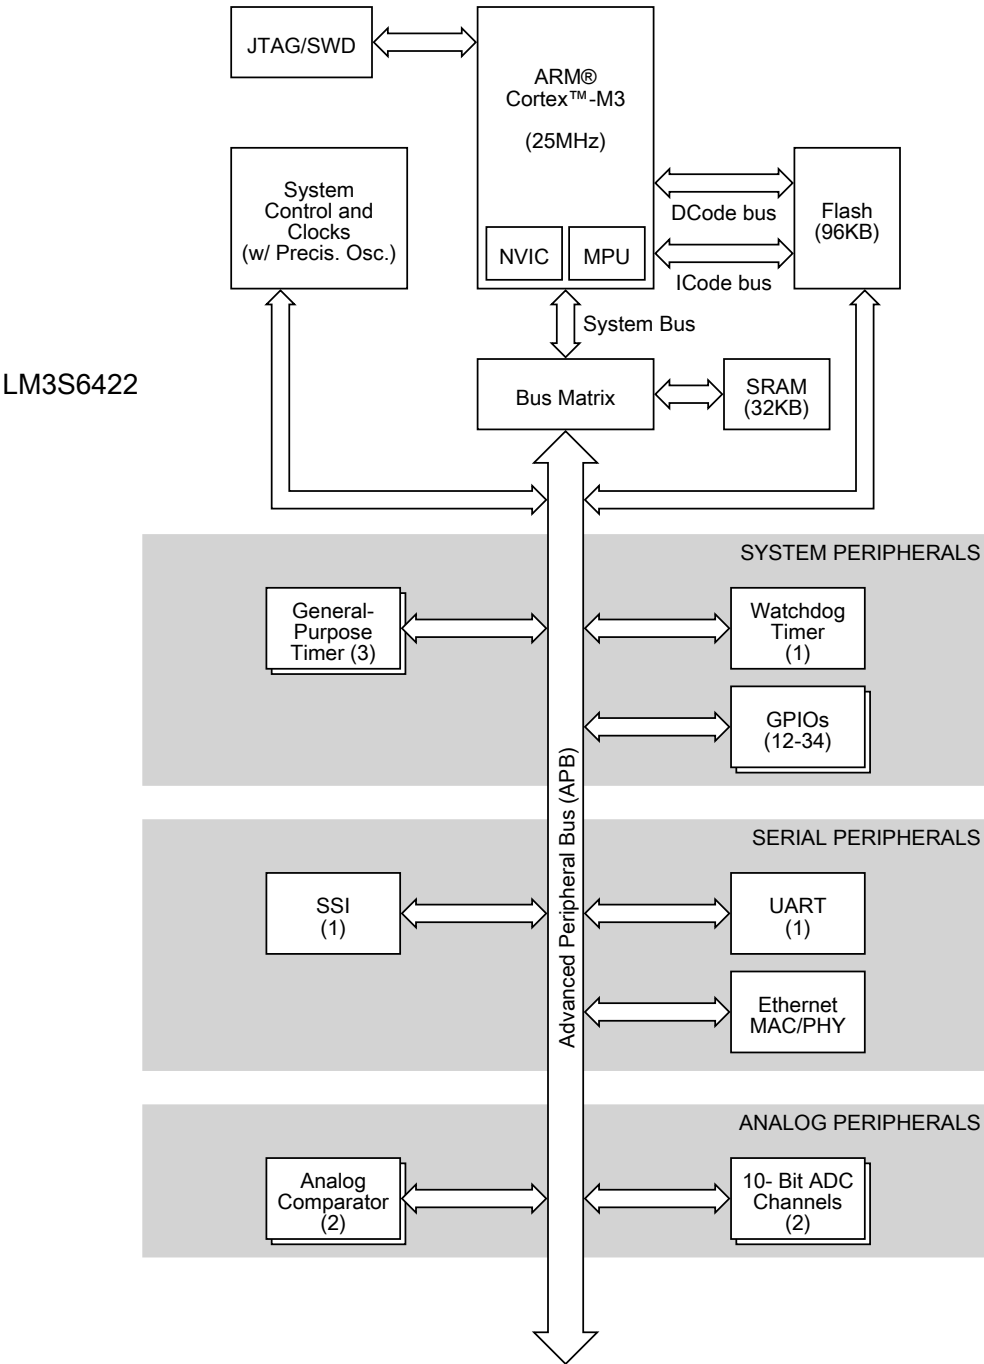 JTAG/SWD
ARM®
Cortex™-M3
(25MHz)
System
Control and
Clocks
(w/ Precis. Osc.)
NVIC
MPU
DCode bus
ICode bus
Flash
(96KB)
System Bus
LM3S6422
Bus Matrix
SRAM
(32KB)
SYSTEM PERIPHERALS
General-
Purpose
Timer (3)
Watchdog
Timer
(1)
GPIOs
(12-34)
Advanced Peripheral Bus (APB)
SERIAL PERIPHERALS
SSI
(1)
UART
(1)
Ethernet
MAC/PHY
ANALOG PERIPHERALS
Analog
Comparator
(2)
10- Bit ADC
Channels
(2)